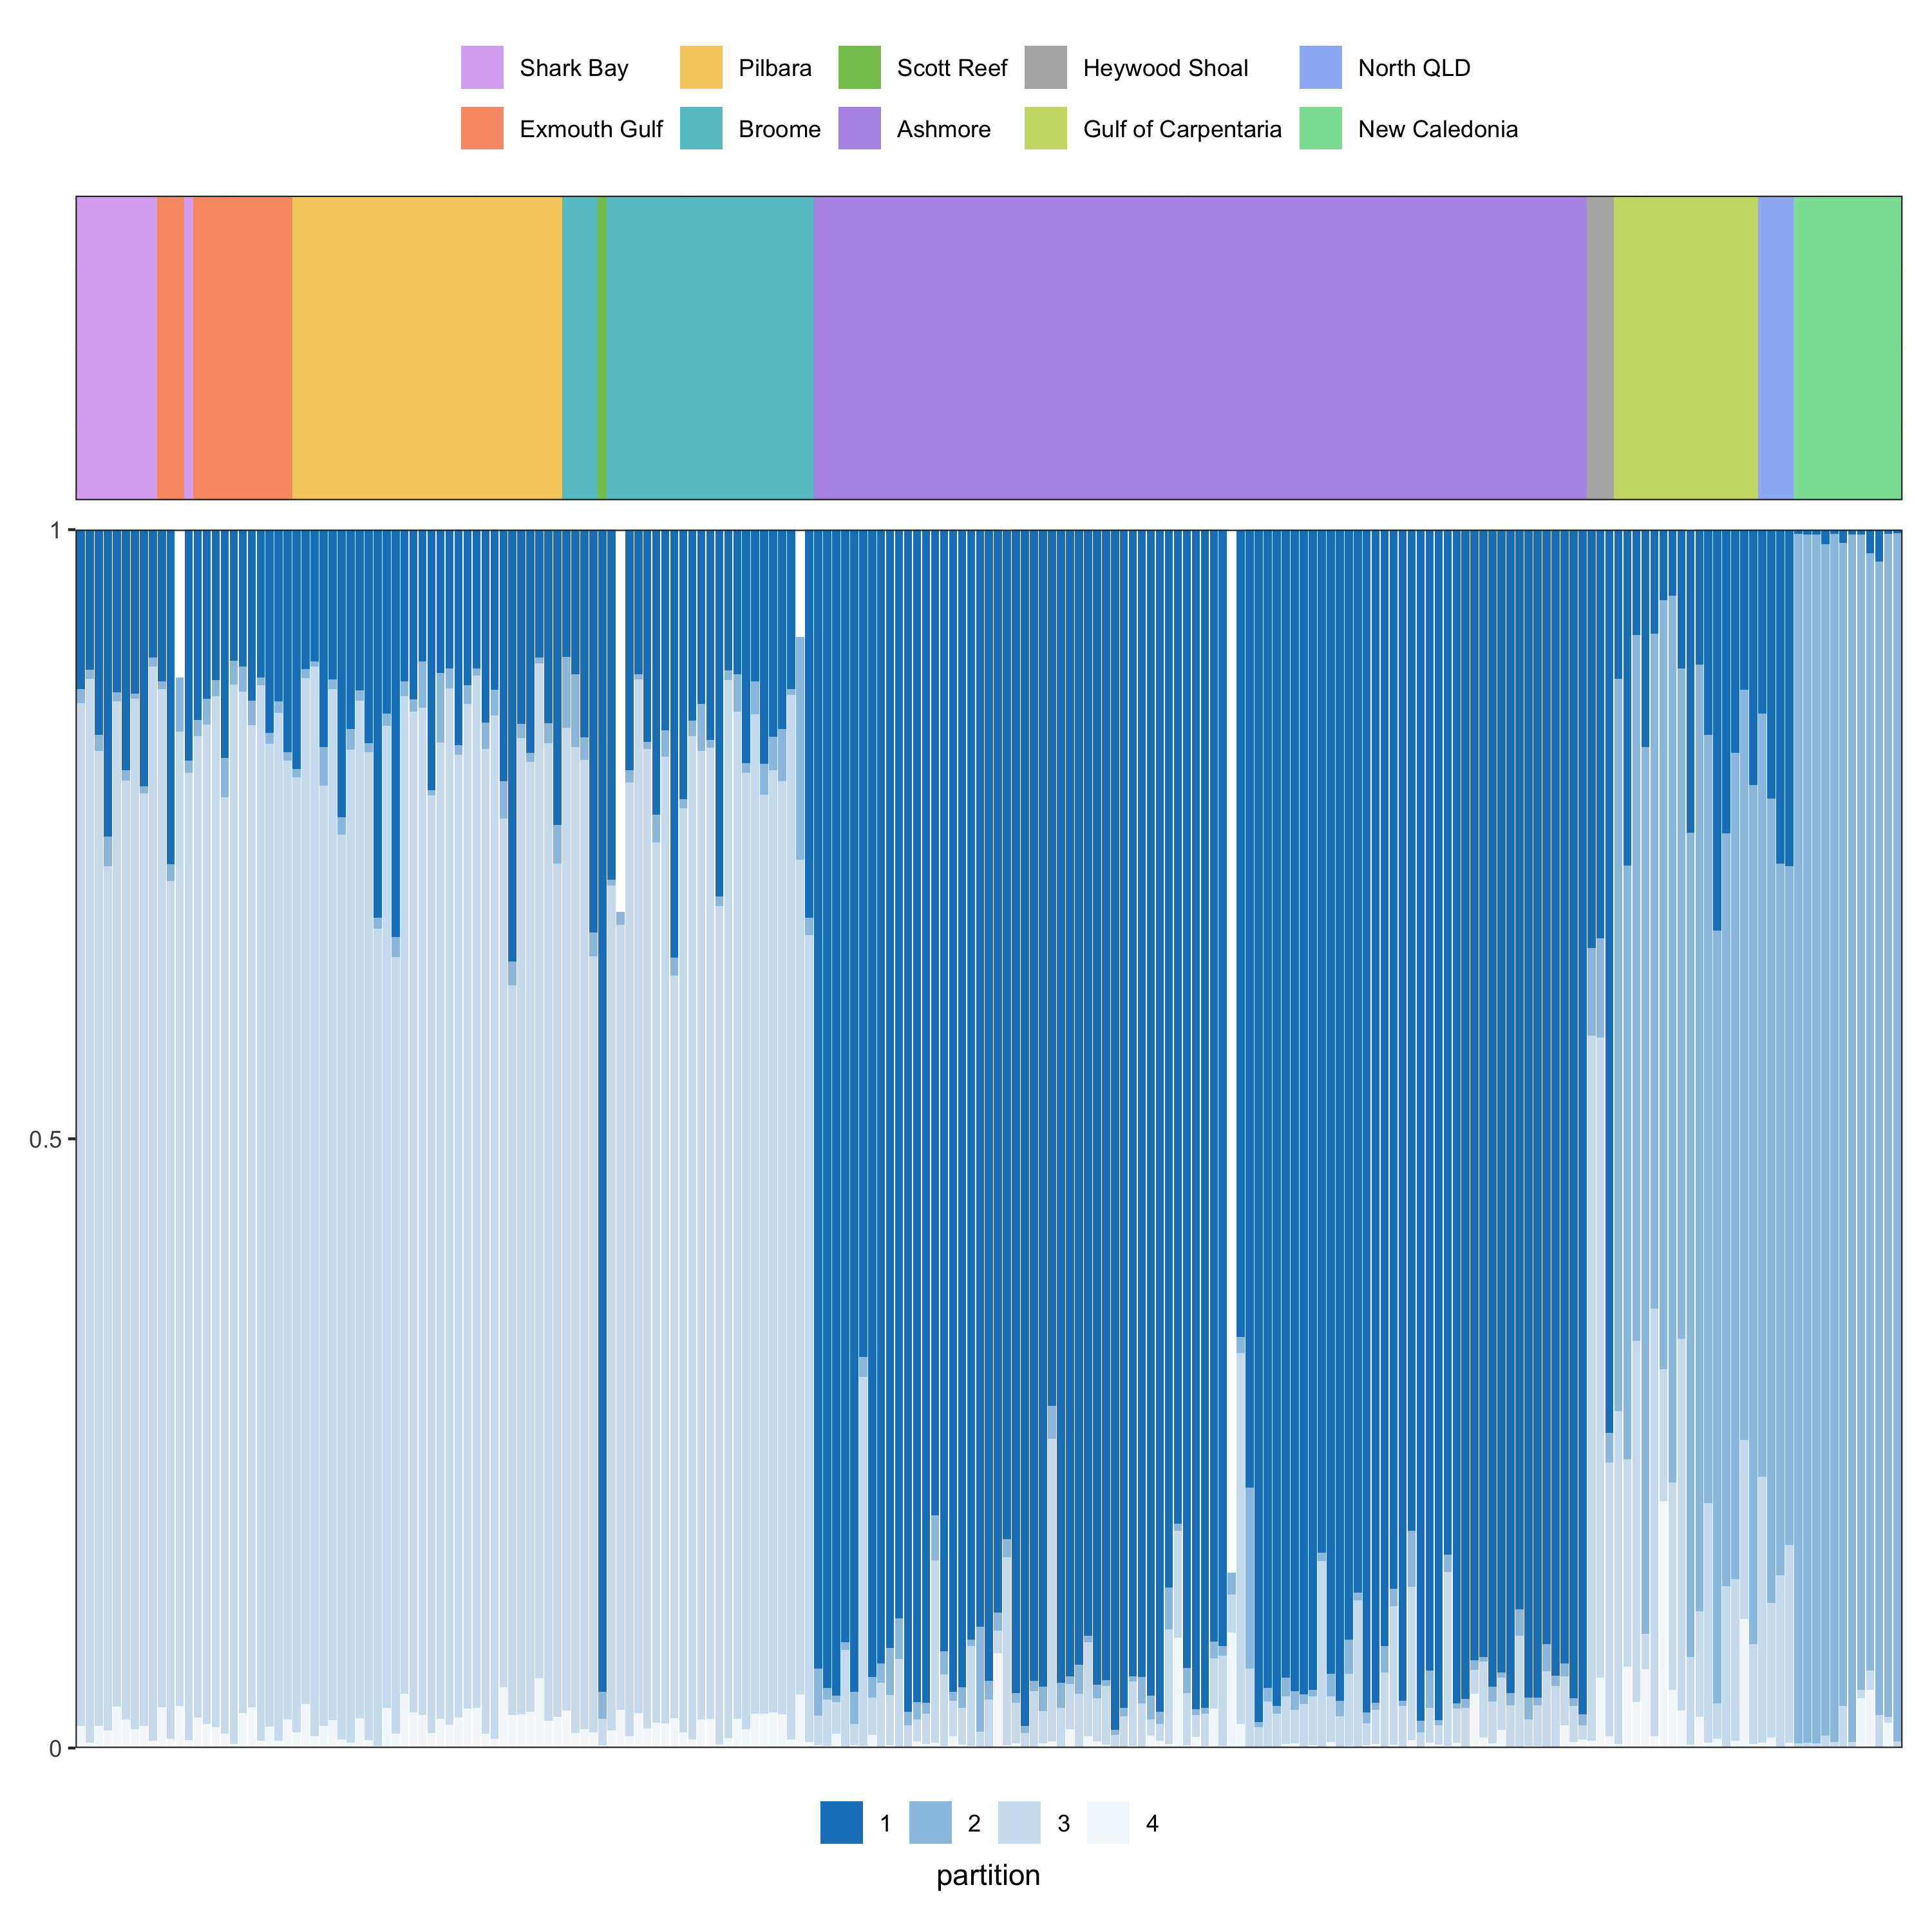 Shark Bay Pilbara Scott Reef Heywood Shoal North QLD
Exmouth Gulf Broome Ashmore Gulf of Carpentaria New Caledonia
1
0.5
0
1 2 3 4
partition